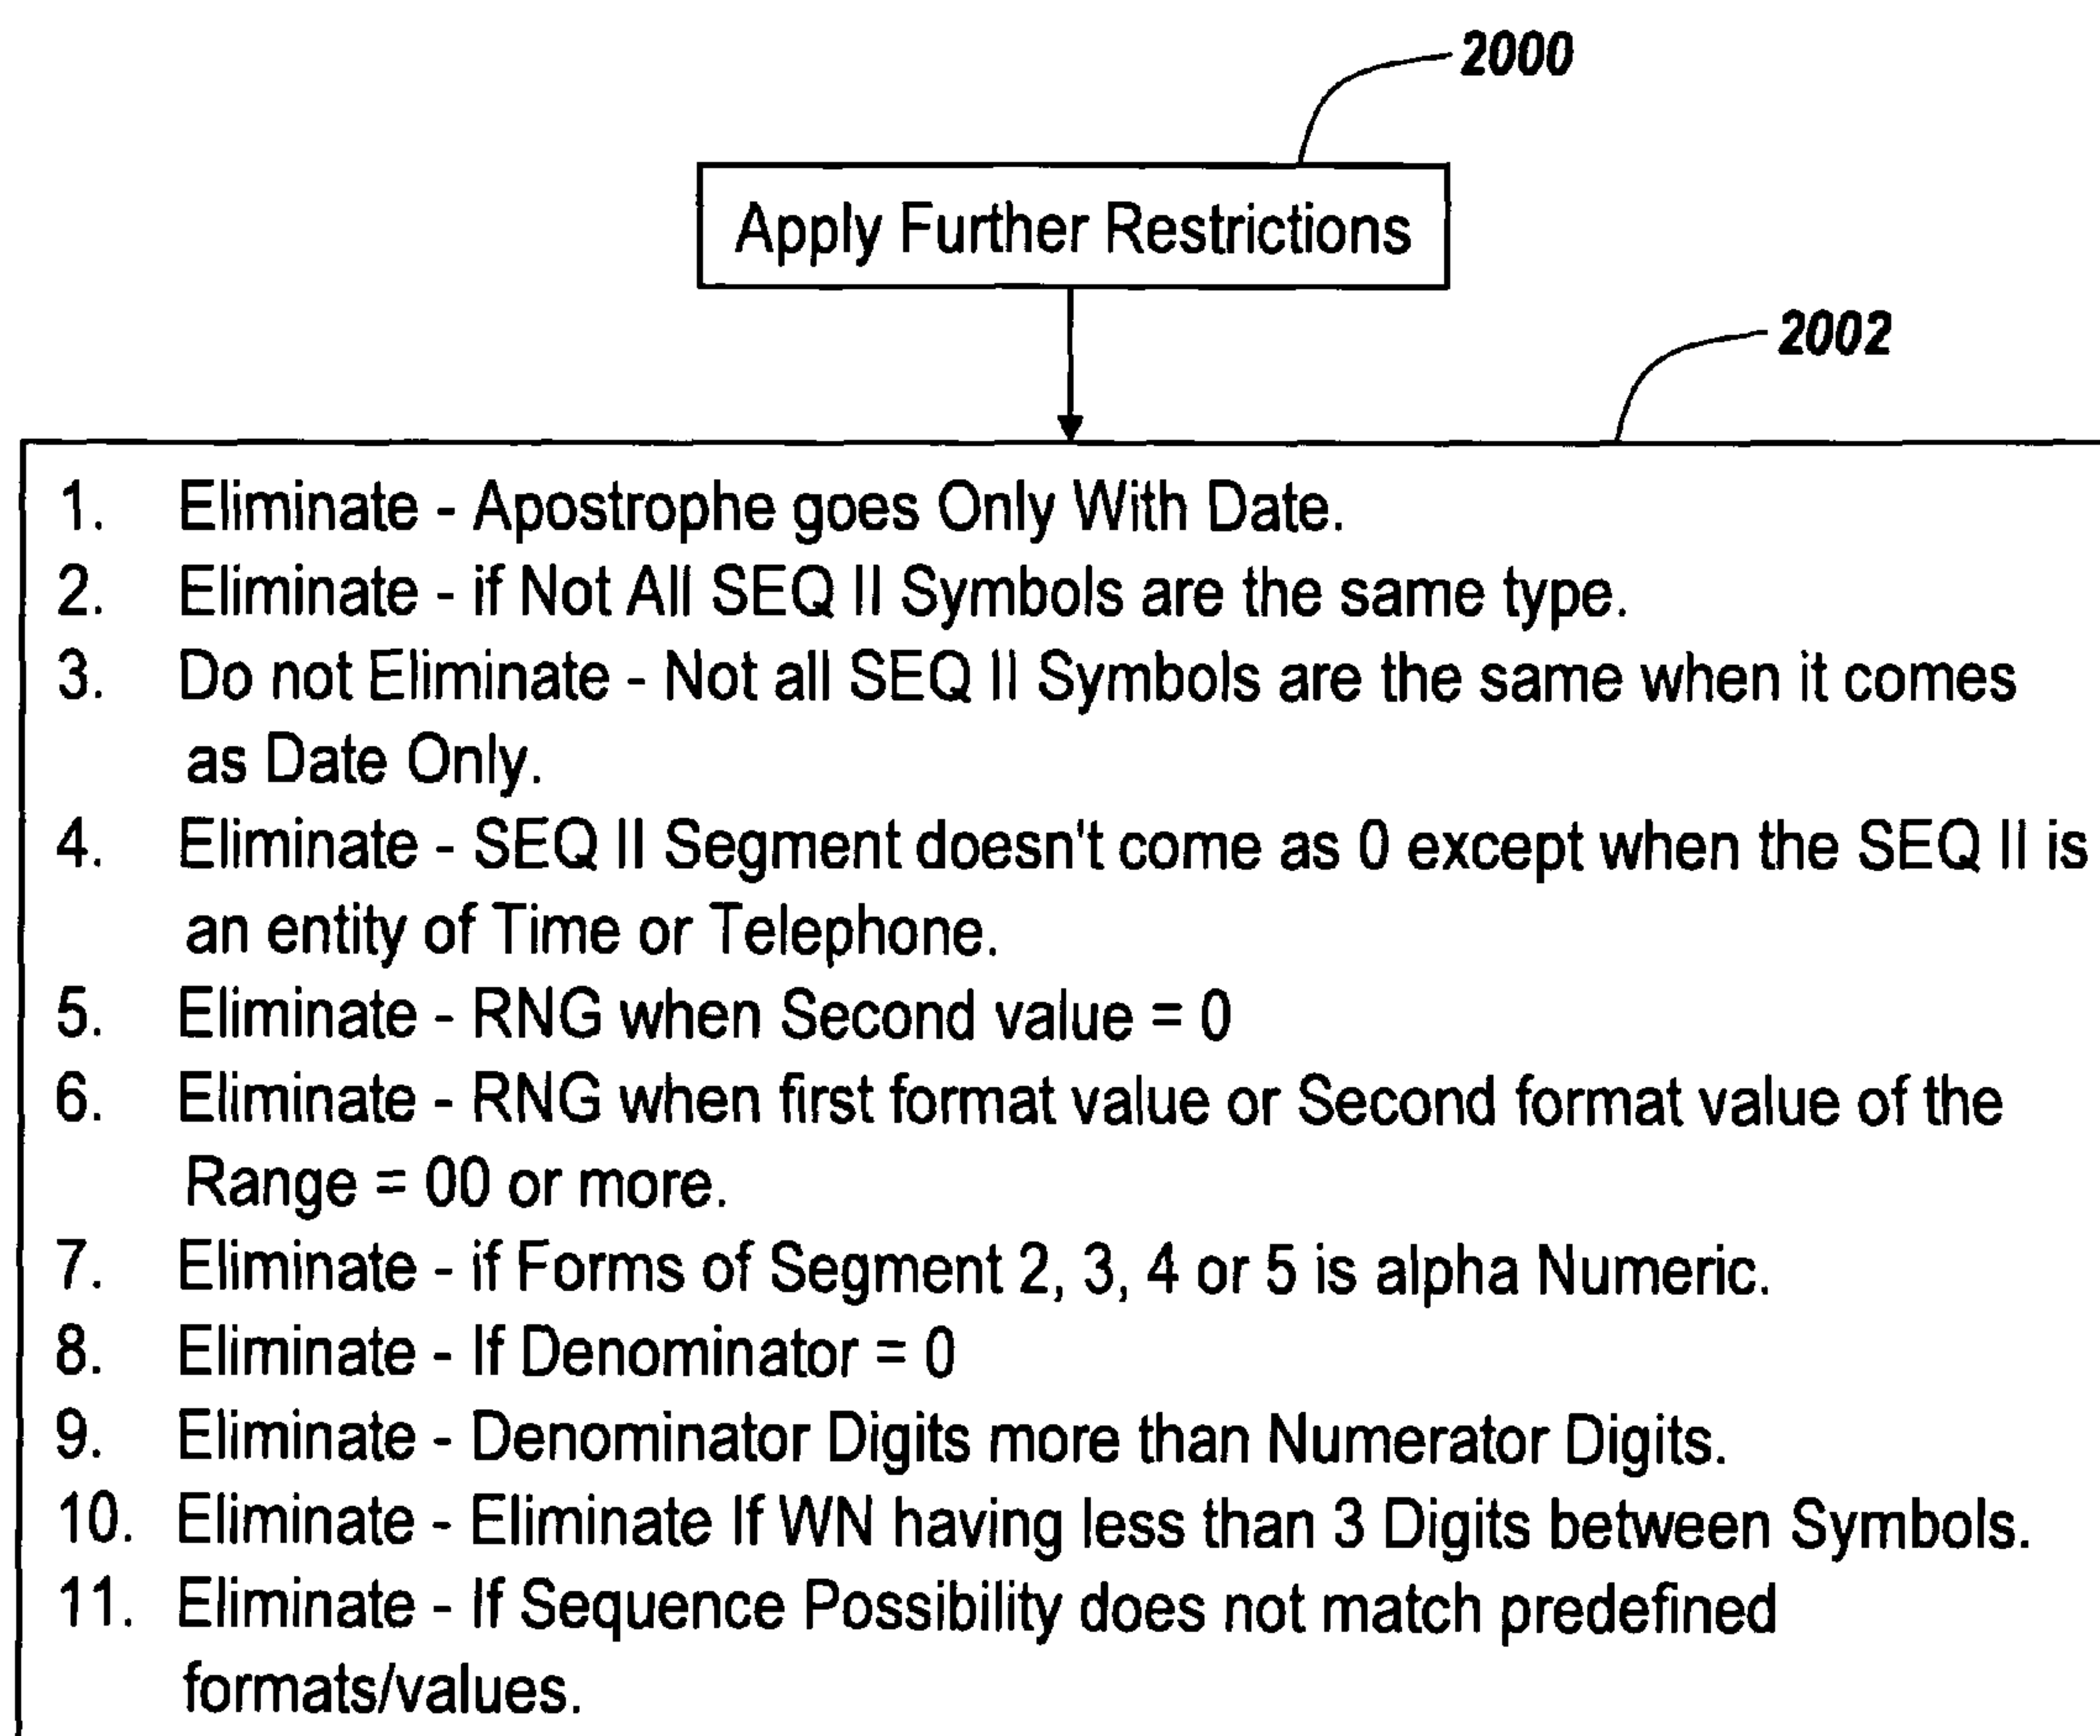 2000
Apply Further Restrictions
2002
1. Eliminate - Apostrophe goes Only With Date.
2. Eliminate - if Not All SEQ II Symbols are the same type.
3. Do not Eliminate - Not all SEQ II Symbols are the same when it comes
as Date Only.
4. Eliminate - SEQ II Segment doesn't come as 0 except when the SEQ II is
an entity of Time or Telephone.
5. Eliminate - RNG when Second value = 0
6. Eliminate - RNG when first format value or Second format value of the
Range = 00 or more.
7. Eliminate - if Forms of Segment 2, 3, 4 or 5 is alpha Numeric.
8. Eliminate - If Denominator = 0
9. Eliminate - Denominator Digits more than Numerator Digits.
10. Eliminate - Eliminate If WN having less than 3 Digits between Symbols.
11. Eliminate - If Sequence Possibility does not match predefined
formats/values.